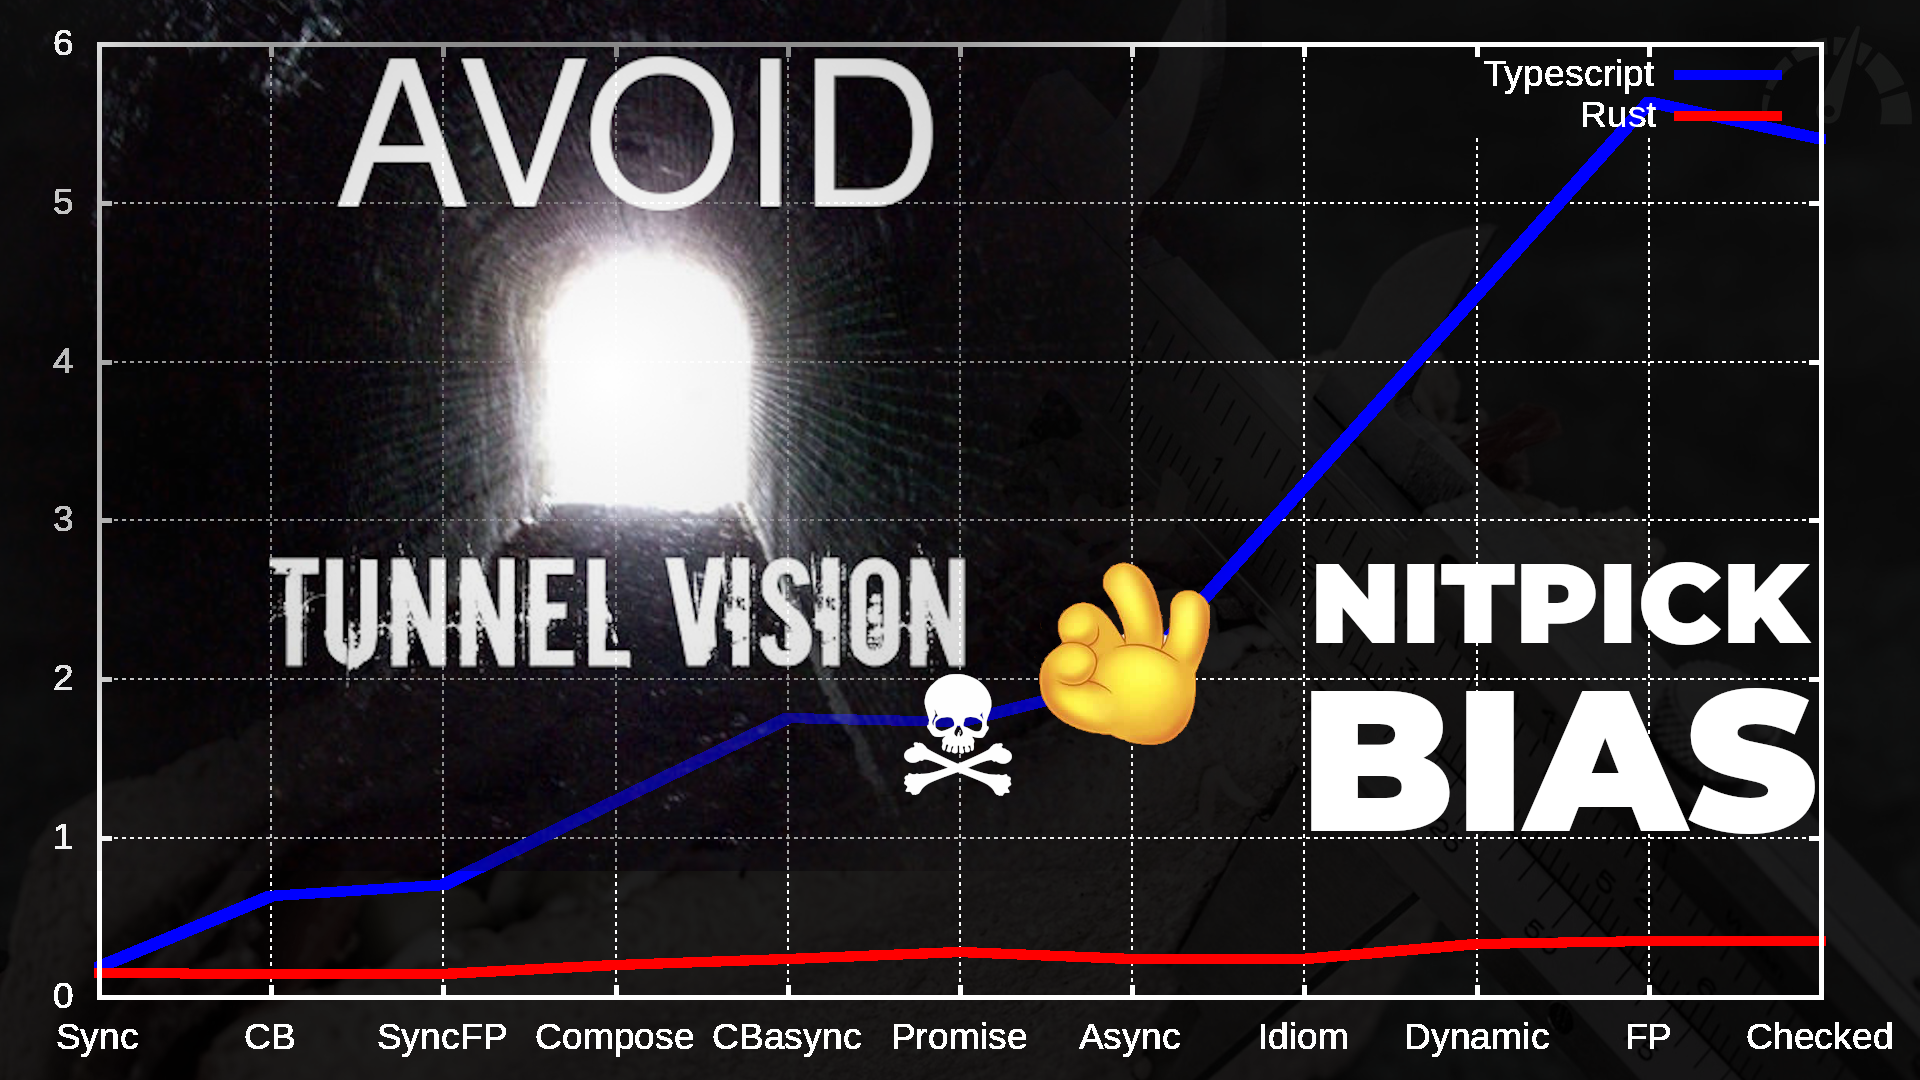 6
AVOID
Typescript
Rust
5
4
3
TUNNEL VISION
NITPICK
2
BIAS
1
0
Sync CB SyncFP Compose CBasync Promise Async Idiom Dynamic FP Checked